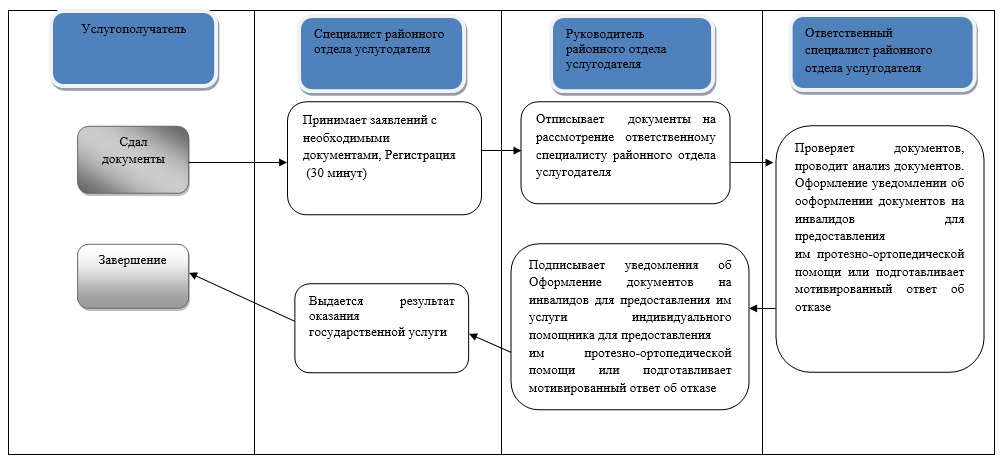 Услугополучатель
Специалист районного
отдела услугодателя
Руководитель
районного отдела
услугодателя
Ответственный
специалист районного
отдела услугодателя
Сдал
документы
Принимает заявлений с
необходимыми
документами, Регистрация
(30 минут)
Отписывает документы на
рассмотрение ответственному
специалисту районного отдела
услугодателя
Проверяет документов,
проводит анализ документов.
Оформление уведомлении об
ооформлении документов на
инвалидов для
предоставления
им протезно-ортопедической
помощи или подготавливает
мотивированный ответ об
отказе
Подписывает уведомления об
Оформление документов на
инвалидов для предоставления им
услуги индивидуального
помощника для предоставления
им протезно-ортопедической
помощи или подготавливает
мотивированный ответ об отказе
Выдается результат
оказания
государственной услуги
Завершение